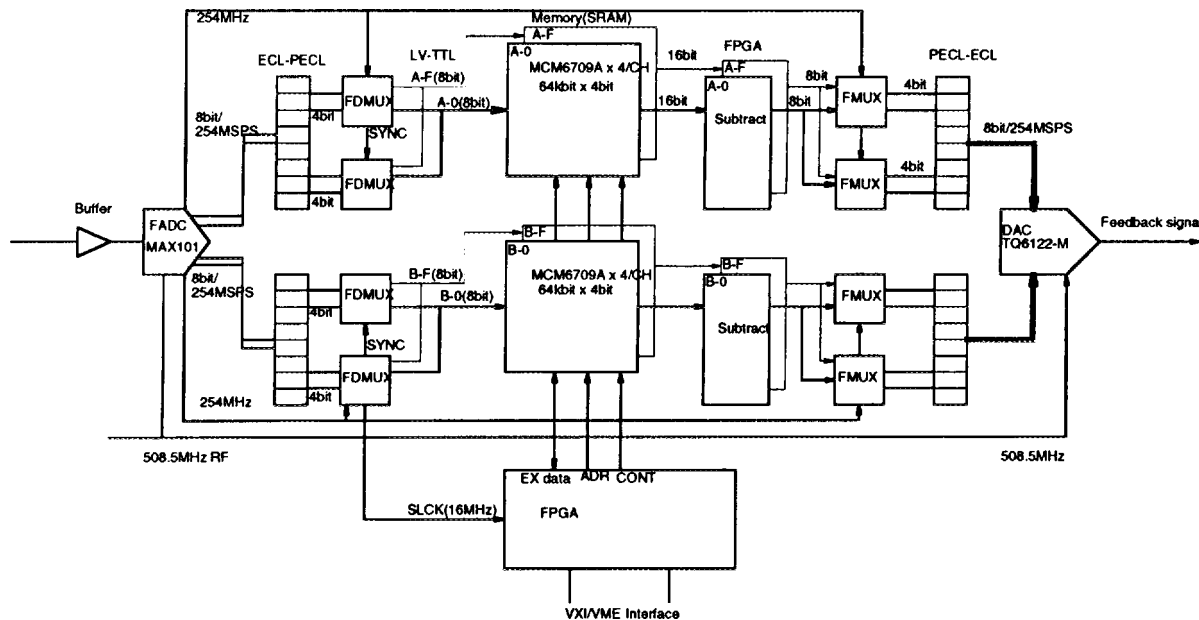 254MHz
Memory(SRAM)
A-F
A-0
MCM6709A x 4/CH
64kbit x 4bit
ECL-PECL
LV-TTL
A-F(8bit)
A-0(8bit)
FPGA
16bit
A-F
A-0
16bit
Subtract
8bit
8bit
PECL-ECL
4bit
FMUX
FMUX
4bit
8bit/254MSPS
8bit/
254MSPS
4bit
FDMUX
SYNC
FDMUX
4bit
Buffer
FADC
MAX101
8bit/
254MSPS
DAC
TQ6122-M
Feedback signal
B-F
B-0
MCM6709A x 4/CH
64kbit x 4bit
B-F(8bit)
B-0(8bit)
B-F
B-0
Subtract
FMUX
FMUX
4bit
FDMUX
SYNC
FDMUX
4bit
254MHz
508.5MHz RF
508.5MHz
EX data
ADR
CONT
SLCK(16MHz)
FPGA
VXI/VME Interface